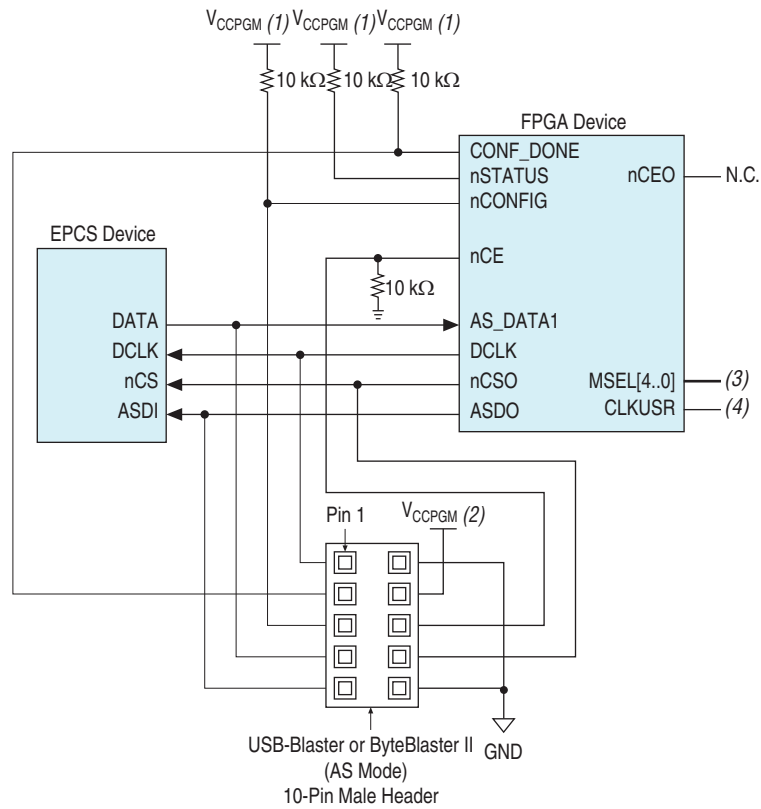 VCCPGM (1) VCCPGM (1) VCCPGM (1)
10 kΩ 10 kΩ 10 kΩ
FPGA Device
CONF_DONE
nSTATUS
nCONFIG
nCE
AS_DATA1
DCLK
nCSO
ASDO
nCEO
N.C.
MSEL[4..0]
(3)
CLKUSR
(4)
10 kΩ
EPCS Device
DATA
DCLK
nCS
ASDI
Pin 1
VCCPGM (2)
GND
USB-Blaster or ByteBlaster II
(AS Mode)
10-Pin Male Header